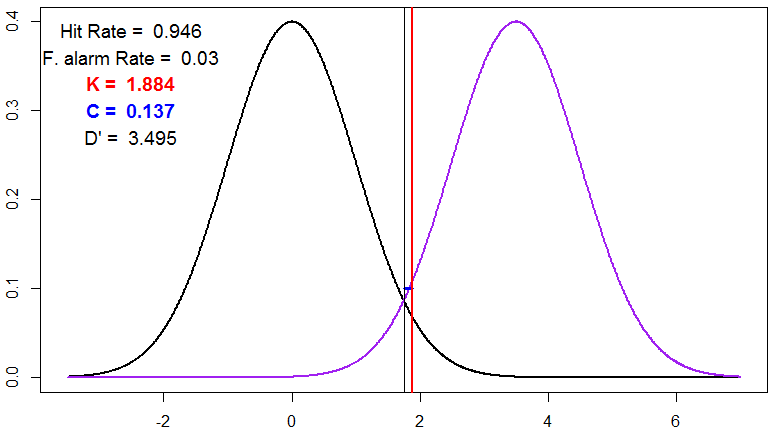 Hit Rate = 0.946
F. alarm Rate = 0.03
K = 1.884
C = 0.137
D' = 3.495
0.4
0.3
0.2
0.1
0.0
-2 0 2 4 6